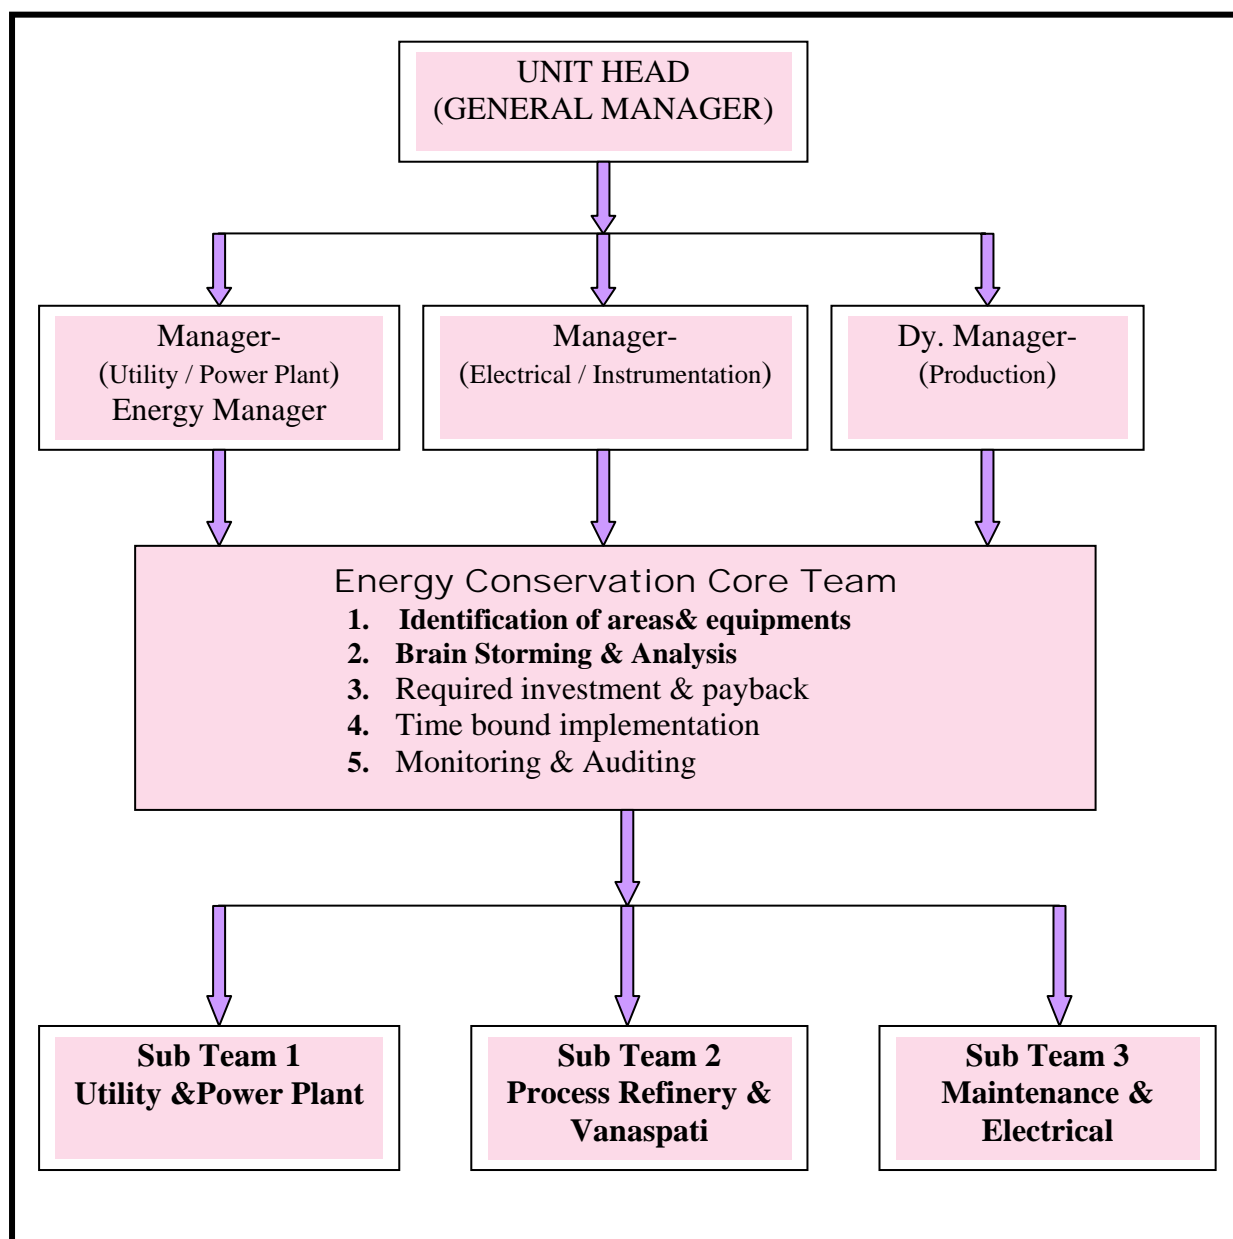 UNIT HEAD
(GENERAL MANAGER)
Manager-
(Utility / Power Plant)
Energy Manager
Manager-
(Electrical / Instrumentation)
Dy. Manager-
(Production)
Energy Conservation Core Team
1. Identification of areas& equipments
2. Brain Storming & Analysis
3. Required investment & payback
4. Time bound implementation
5. Monitoring & Auditing
Sub Team 1
Utility &Power Plant
Sub Team 2
Process Refinery &
Vanaspati
Sub Team 3
Maintenance &
Electrical